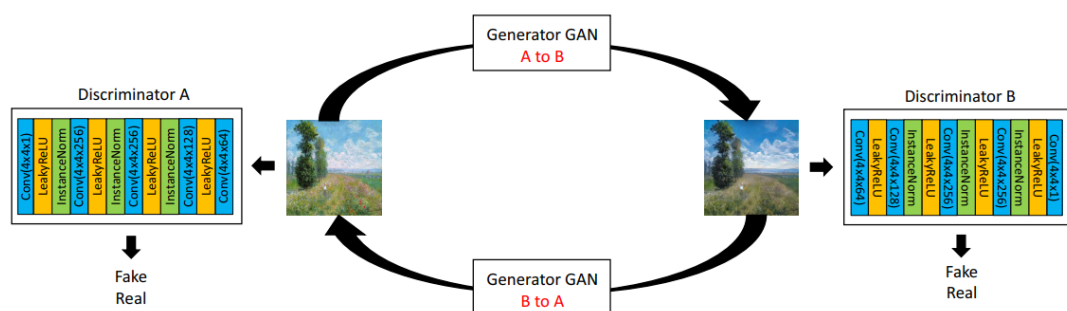 Generator GAN
A to B
Discriminator A
Conv(4x4x1)
LeakyReLU
InstanceNorm
Conv(4x4x256)
LeakyReLU
InstanceNorm
Conv(4x4x256)
LeakyReLU
InstanceNorm
Conv(4x4x128)
LeakyReLU
Conv(4x4x64)
Fake
Real
Discriminator B
Conv(4x4x64)
LeakyReLU
Conv(4x4x128)
InstanceNorm
LeakyReLU
Conv(4x4x256)
InstanceNorm
LeakyReLU
Conv(4x4x256)
InstanceNorm
LeakyReLU
Conv(4x4x1)
Fake
Real
Generator GAN
B to A